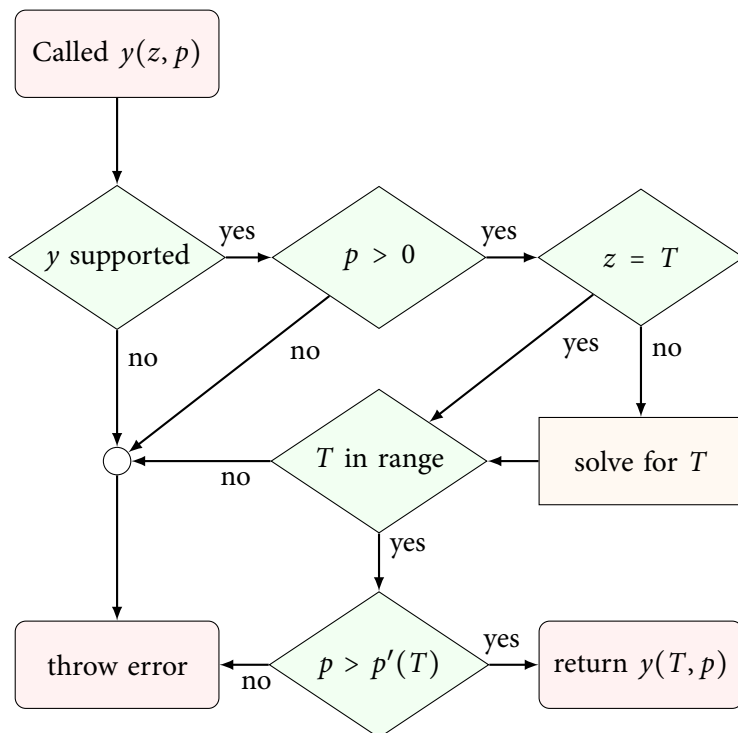 Called y(z, p)
y supported
yes
p > 0
yes
z = T
no
no
yes
no
T in range
solve for T
no
yes
throw error
no
p > p′(T)
yes
return y(T, p)